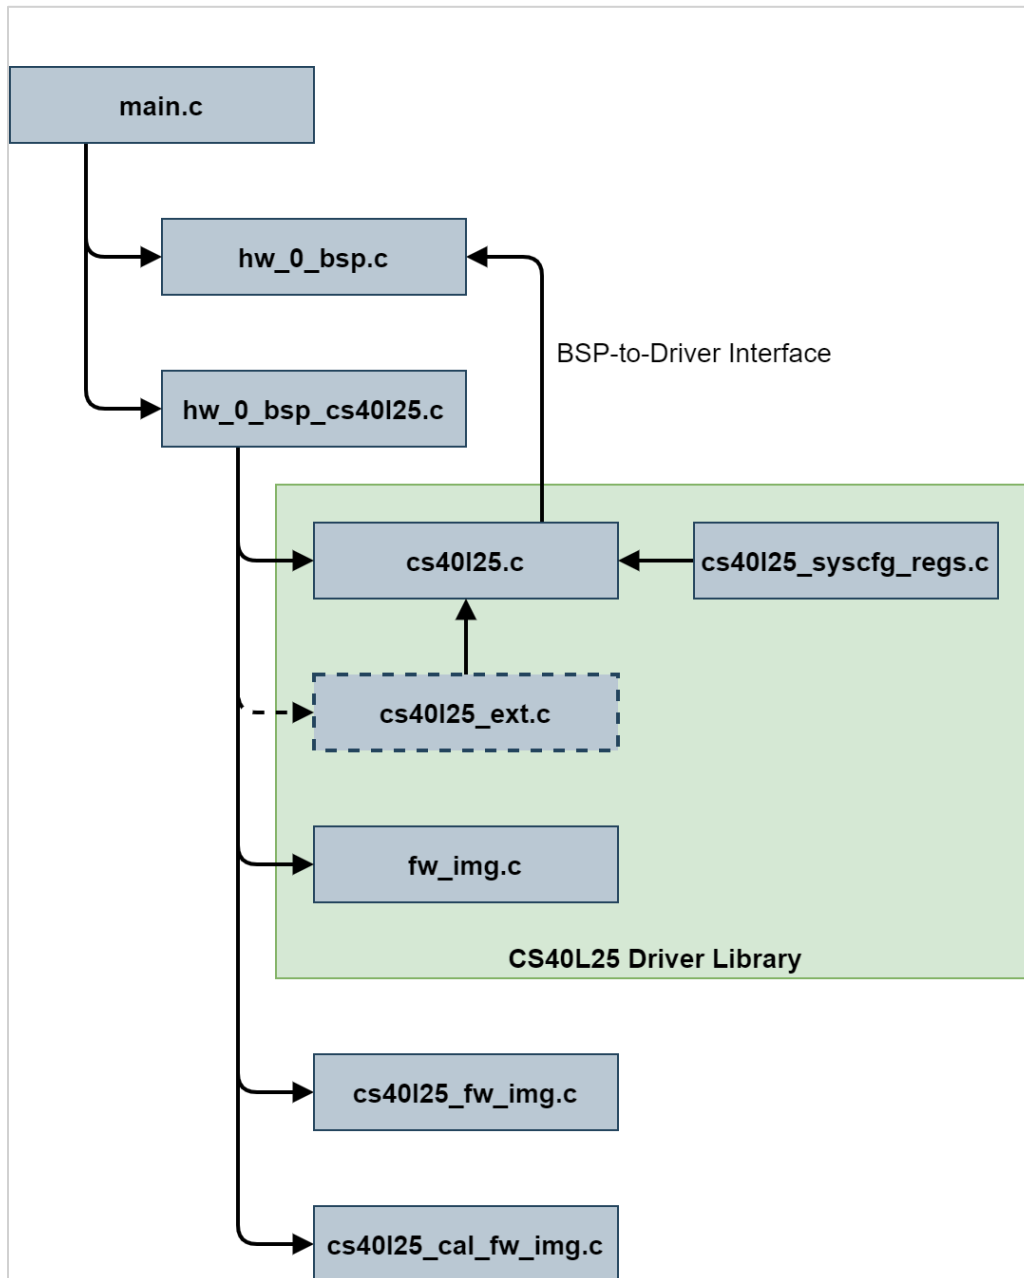 main.c
hw_0_bsp.c
BSP-to-Driver Interface
hw_0_bsp_cs40l25.c
cs40l25.c
cs40l25_syscfg_regs.c
cs40l25_ext.c
fw_img.c
CS40L25 Driver Library
cs40l25_fw_img.c
cs40l25_cal_fw_img.c